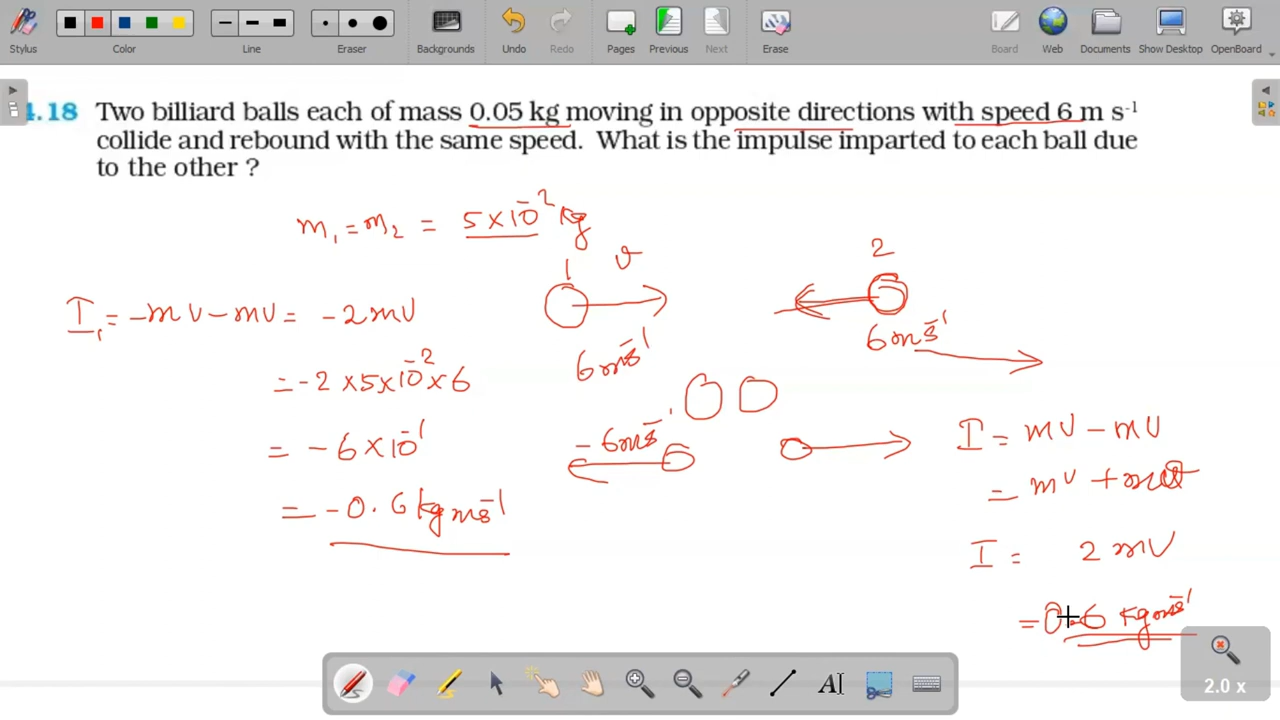 Stylus
Color
Line
Eraser
Backgrounds
Undo
Redo
Pages
Previous
Next
Erase
Board
Web
Documents
Show Desktop
OpenBoard
4.18 Two billiard balls each of mass 0.05 kg moving in opposite directions with speed 6 m s⁻¹
collide and rebound with the same speed. What is the impulse imparted to each ball due
to the other ?
m₁ = m₂ = 5×10⁻² kg
1
v
2
6ms⁻¹
6ms⁻¹
I₁ = -mv-mv = -2mv
= -2×5×10⁻²×6
= -6×10⁻¹
= -0.6 kgms⁻¹
-6ms⁻¹
I = mv - mv
= mv + mv
I = 2mv
= 0.6 kgms⁻¹
AI
2.0 x